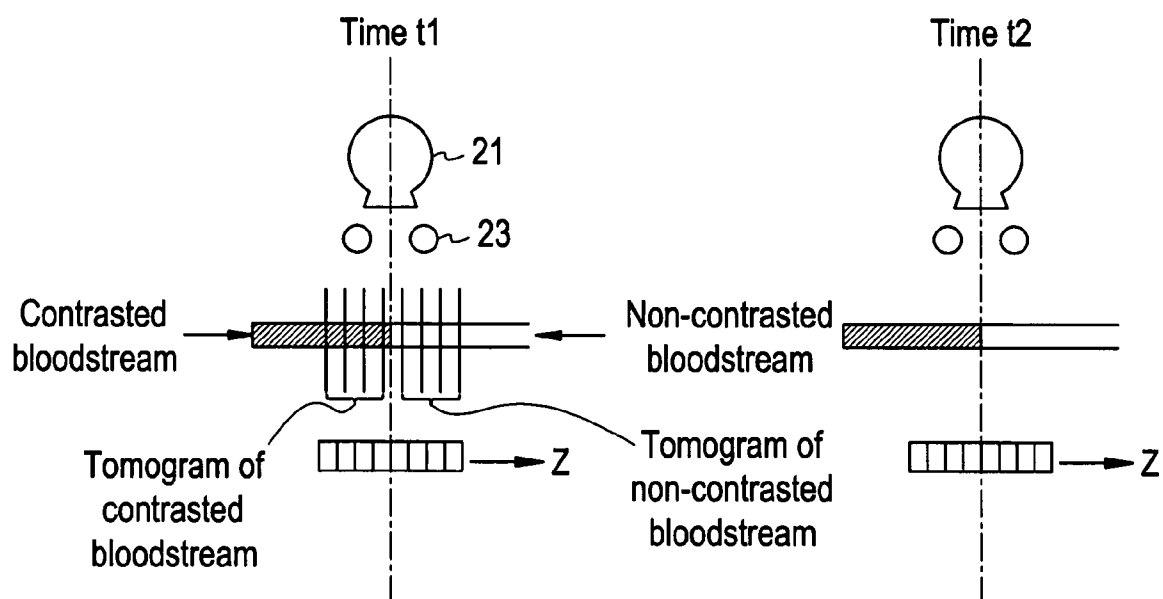 Time t1
Time t2
21
23
Contrasted
bloodstream
Non-contrasted
bloodstream
Tomogram of
contrasted
bloodstream
Z
Tomogram of
non-contrasted
bloodstream
Z